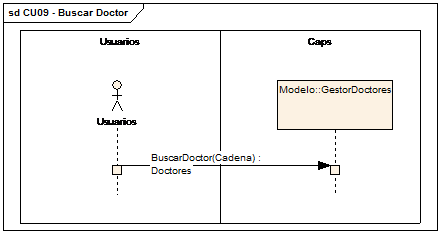 sd CU09 - Buscar Doctor
Usuarios
Caps
Modelo::GestorDoctores
Usuarios
BuscarDoctor(Cadena) :
Doctores